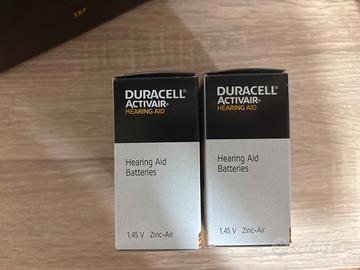 DURACELL®
ACTIVAIR®
HEARING AID
Hearing Aid
Batteries
1,45 V Zinc-Air
DURACELL®
ACTIVAIR®
HEARING AID
Hearing Aid
Batteries
1,45 V Zinc-Air